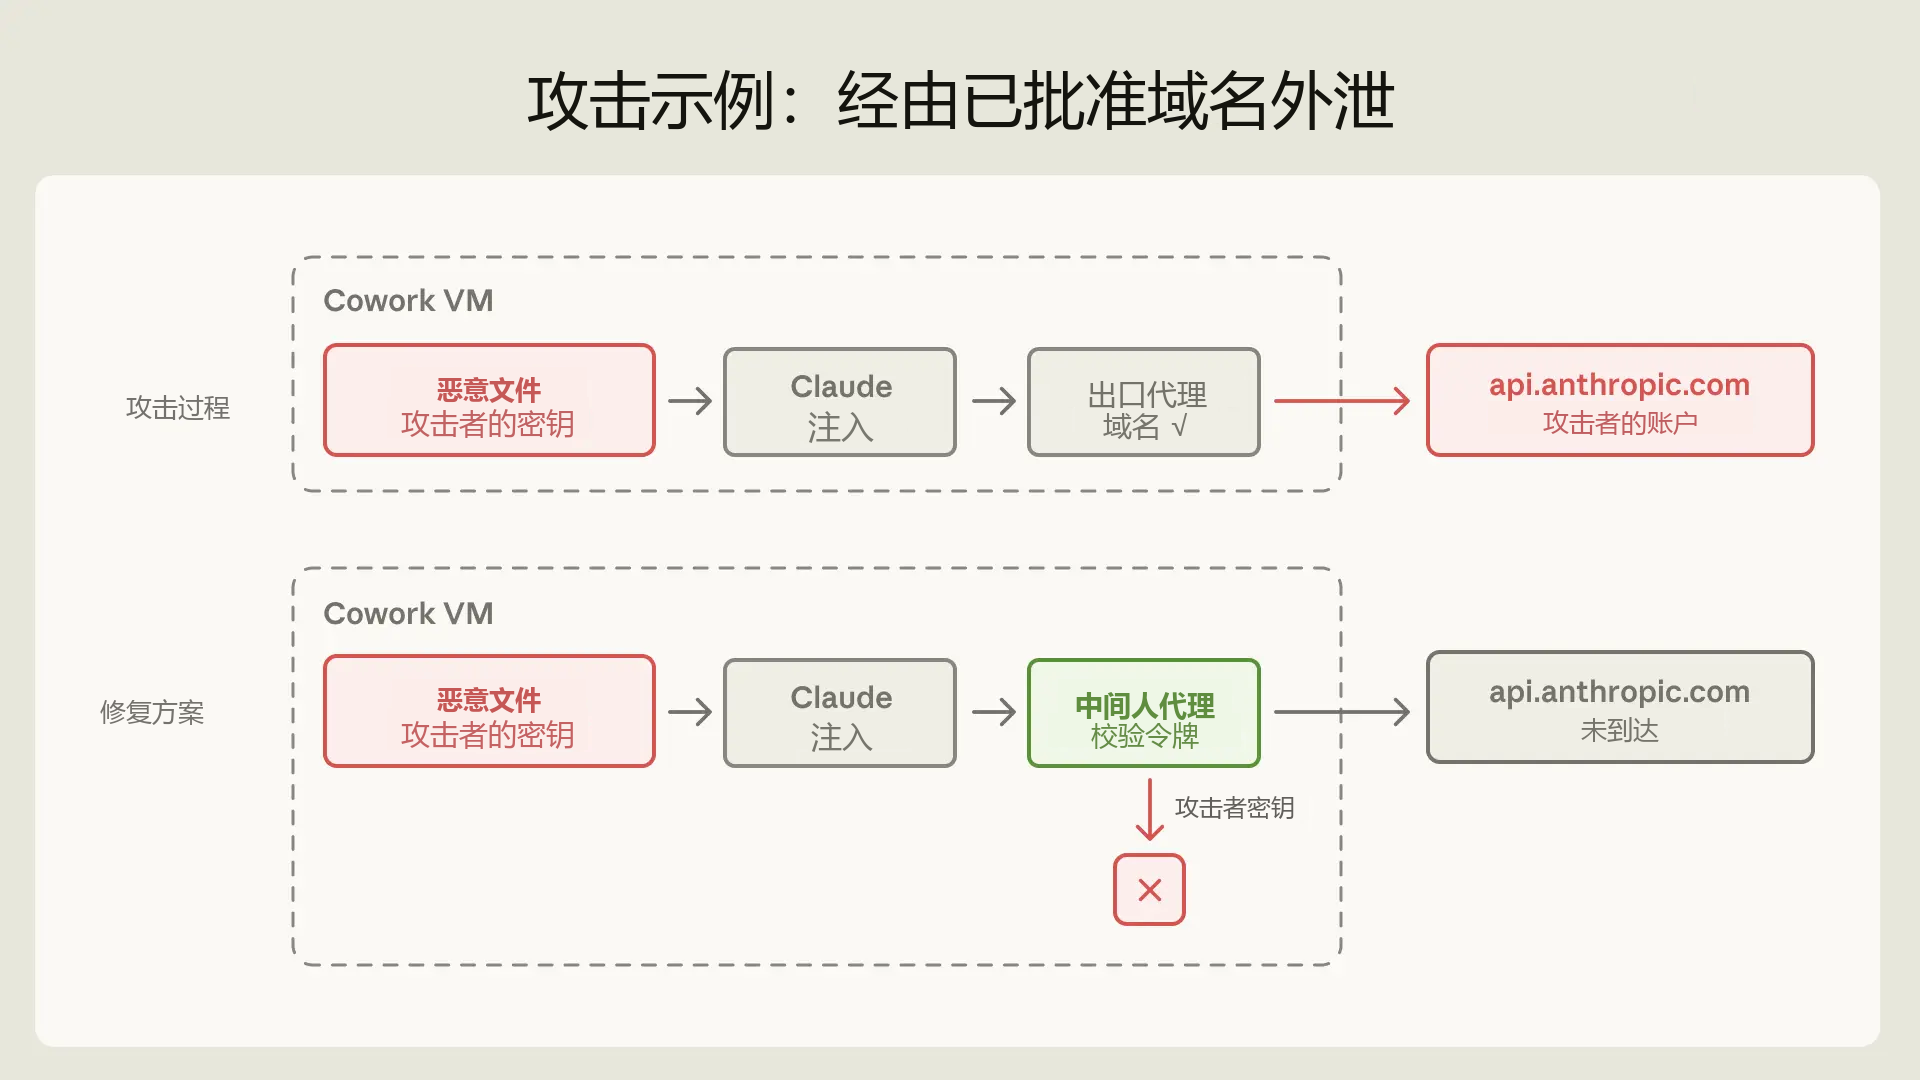 攻击示例：经由已批准域名外泄
Cowork VM
攻击过程
恶意文件
攻击者的密钥
Claude
注入
出口代理
域名 √
api.anthropic.com
攻击者的账户
Cowork VM
修复方案
恶意文件
攻击者的密钥
Claude
注入
中间人代理
校验令牌
api.anthropic.com
未到达
攻击者密钥